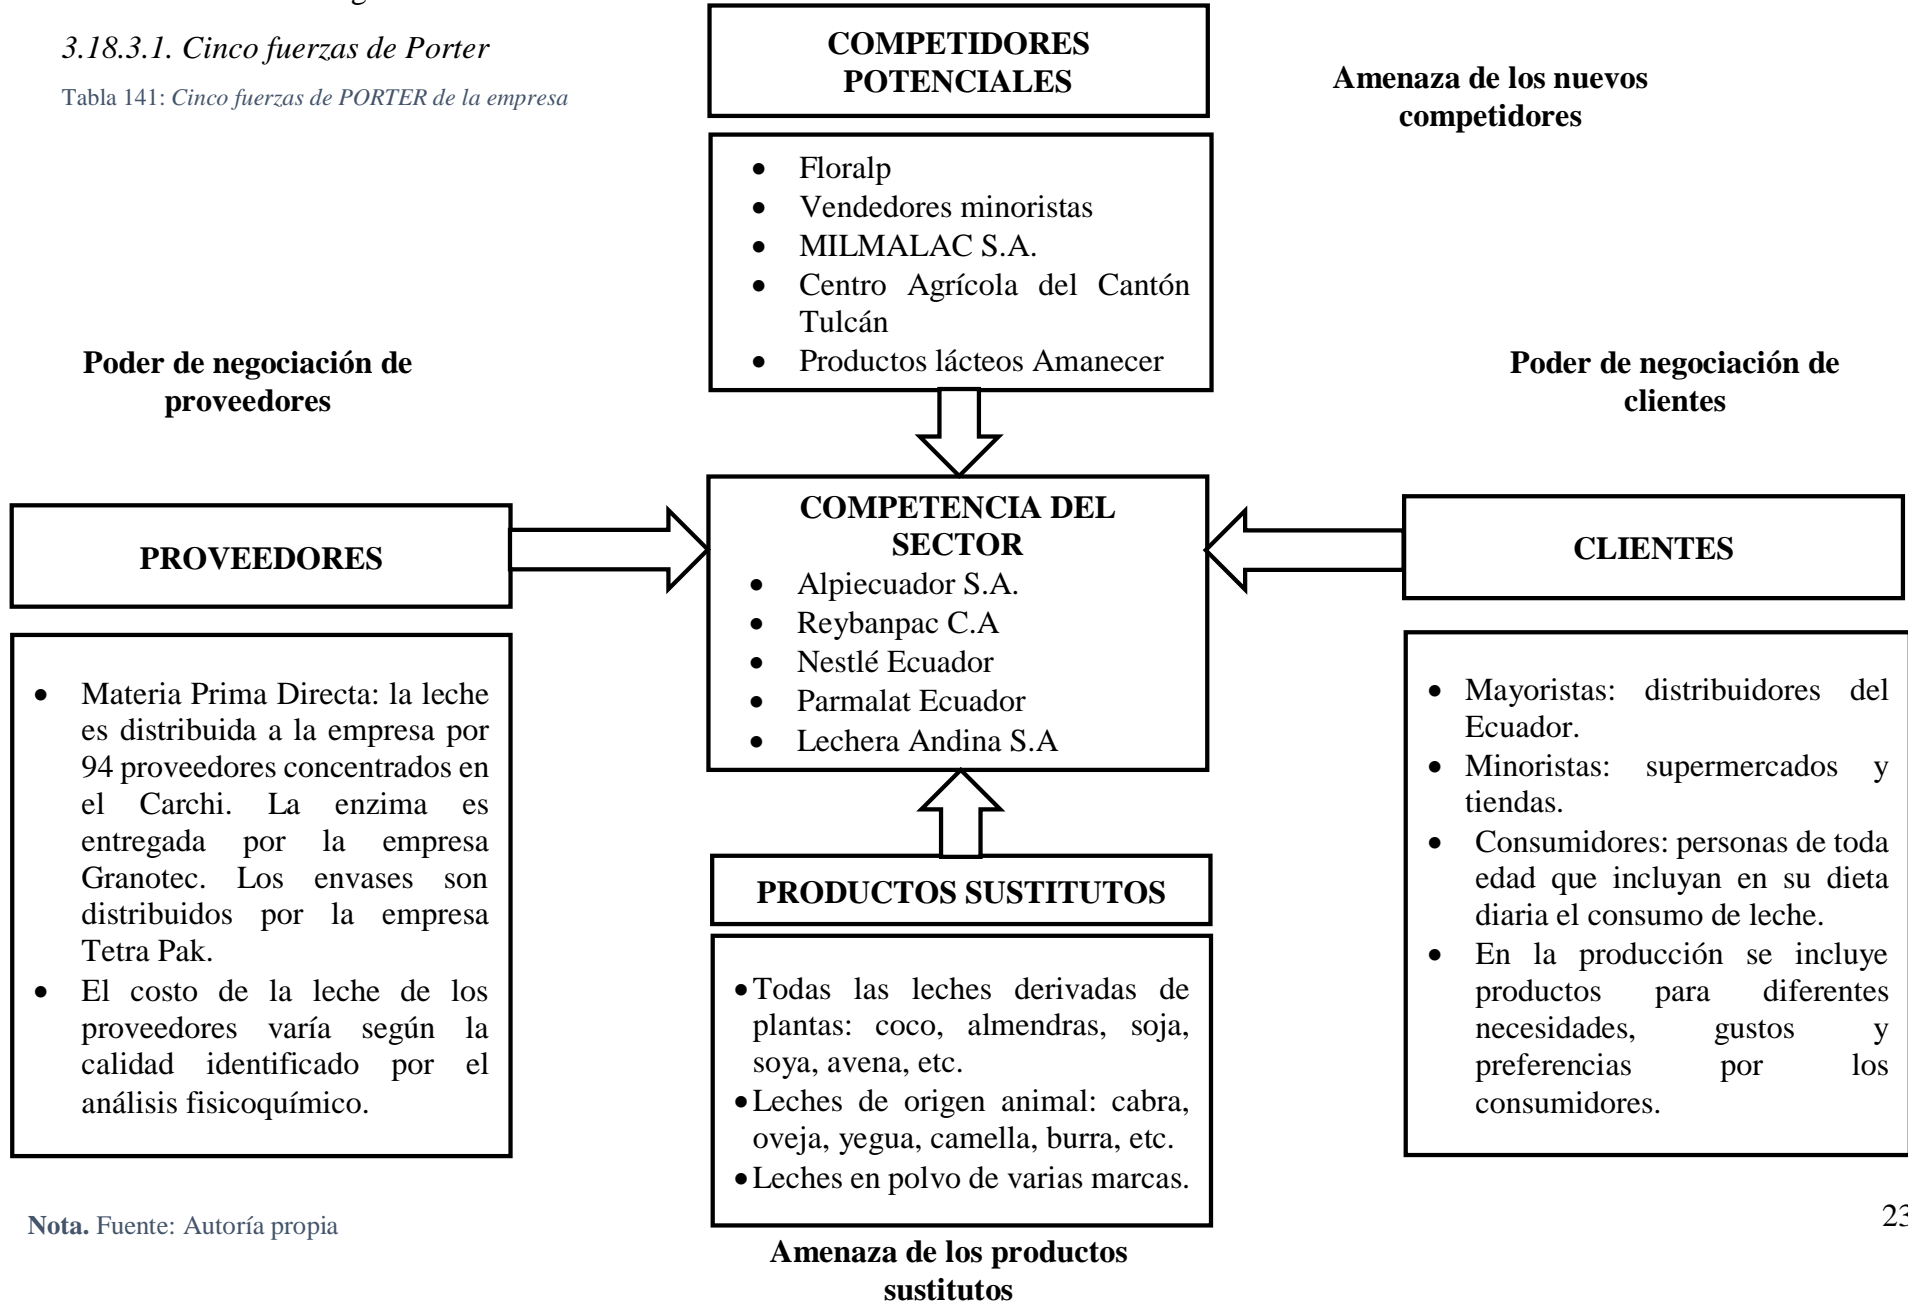 3.18.3.1. Cinco fuerzas de Porter
Tabla 141: Cinco fuerzas de PORTER de la empresa
COMPETIDORES
POTENCIALES
Amenaza de los nuevos
competidores
• Floralp
• Vendedores minoristas
• MILMALAC S.A.
• Centro Agrícola del Cantón
Tulcán
• Productos lácteos Amanecer
Poder de negociación de
proveedores
Poder de negociación de
clientes
PROVEEDORES
COMPETENCIA DEL
SECTOR
• Alpiecuador S.A.
• Reybanpac C.A
• Nestlé Ecuador
• Parmalat Ecuador
• Lechera Andina S.A
CLIENTES
• Materia Prima Directa: la leche
es distribuida a la empresa por
94 proveedores concentrados en
el Carchi. La enzima es
entregada por la empresa
Granotec. Los envases son
distribuidos por la empresa
Tetra Pak.
• El costo de la leche de los
proveedores varía según la
calidad identificado por el
análisis fisicoquímico.
• Mayoristas: distribuidores del
Ecuador.
• Minoristas: supermercados y
tiendas.
• Consumidores: personas de toda
edad que incluyan en su dieta
diaria el consumo de leche.
• En la producción se incluye
productos para diferentes
necesidades, gustos y
preferencias por los
consumidores.
PRODUCTOS SUSTITUTOS
• Todas las leches derivadas de
plantas: coco, almendras, soja,
soya, avena, etc.
• Leches de origen animal: cabra,
oveja, yegua, camella, burra, etc.
• Leches en polvo de varias marcas.
Nota. Fuente: Autoría propia
Amenaza de los productos
sustitutos